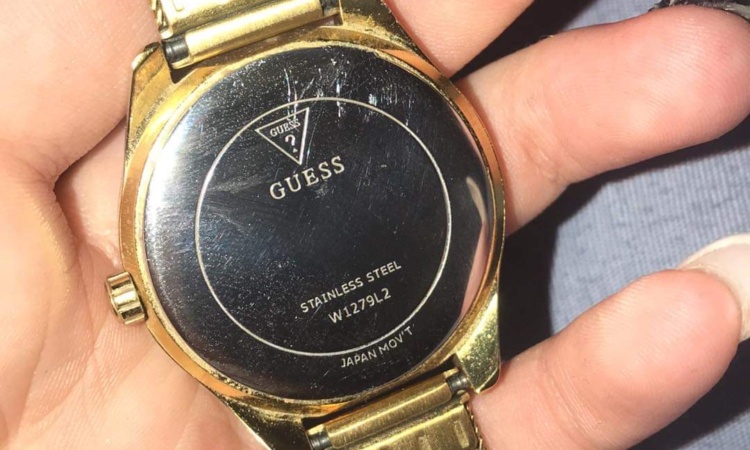 GUESS
?
GUESS
STAINLESS STEEL
W1279L2
JAPAN MOV'T